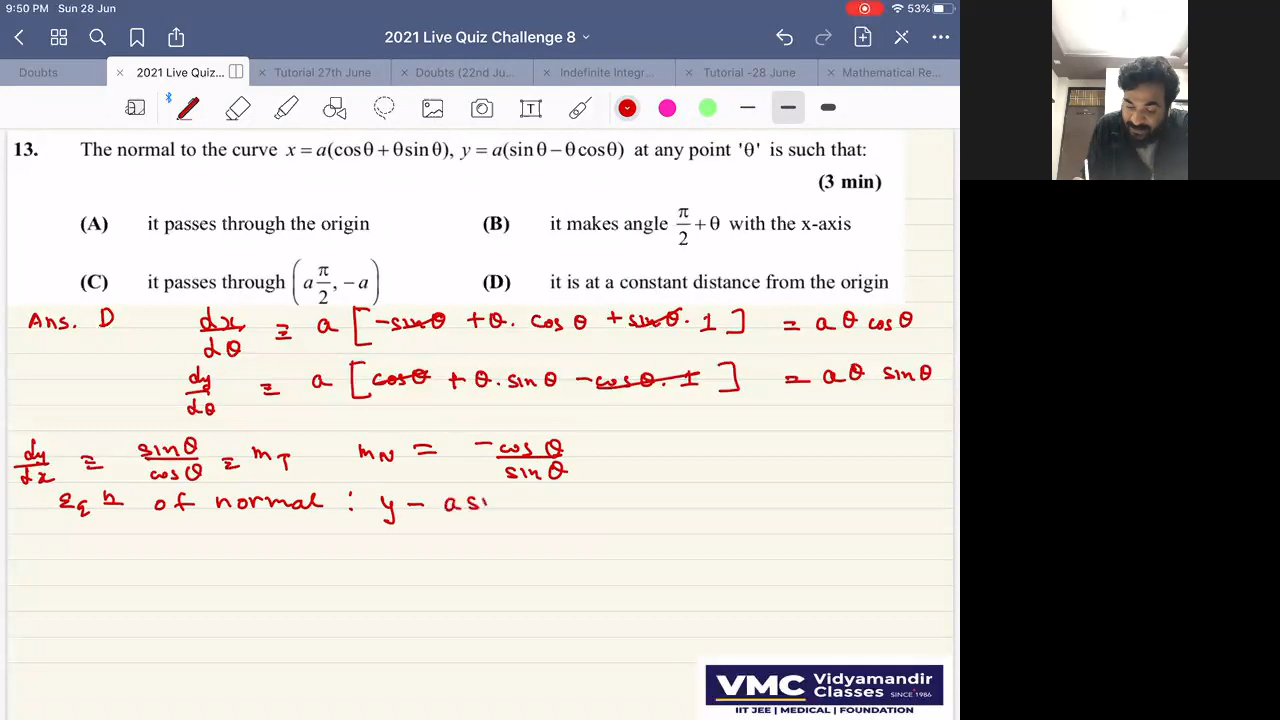 9:50 PM Sun 28 Jun
53%
2021 Live Quiz Challenge 8
Doubts
2021 Live Quiz...
Tutorial 27th June
Doubts (22nd Ju...
Indefinite Integr...
Tutorial -28 June
Mathematical Re...
13. The normal to the curve x = a(cosθ + θsinθ), y = a(sinθ − θcosθ) at any point 'θ' is such that:
(3 min)
(A) it passes through the origin
(B) it makes angle π/2 + θ with the x-axis
(C) it passes through (a π/2, −a)
(D) it is at a constant distance from the origin
Ans. D dx/dθ = a [-sinθ + θ. cosθ + sinθ. 1] = aθ cosθ
dy/dθ = a [cosθ + θ. sinθ - cosθ. 1] = aθ sinθ
dy/dx = sinθ/cosθ = mT mN = -cosθ/sinθ
Eqn of normal : y - a si
VMC Vidyamandir Classes
SINCE 1986
IIT JEE | MEDICAL | FOUNDATION